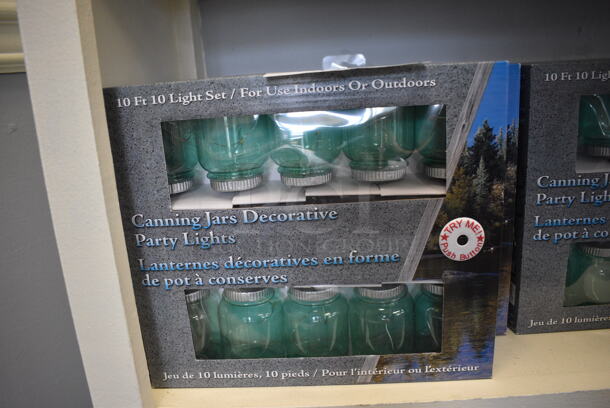 10 Ft 10 Light Set / For Use Indoors Or Outdoors
Canning Jars Decorative
Party Lights
TRY ME!
Push Button
Lanternes décoratives en forme
de pot à conserves
Jeu de 10 lumières, 10 pieds / Pour l'intérieur ou l'extérieur
10 Ft 10 Light
Canning
Party Light
Lanternes
de pot à co
Jeu de 10 lumières